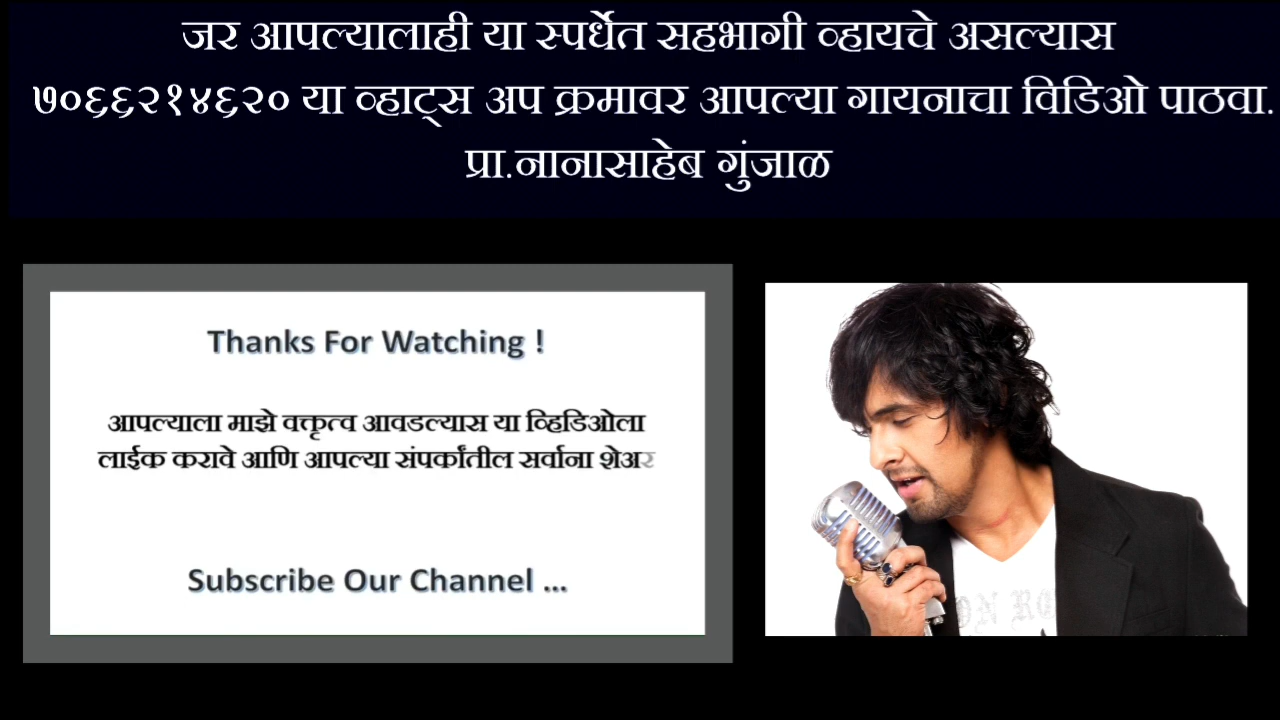 जर आपल्यालाही या स्पर्धेत सहभागी व्हायचे असल्यास
७०६६२१४६२० या व्हाट्स अप क्रमावर आपल्या गायनाचा विडिओ पाठवा.
प्रा.नानासाहेब गुंजाळ
Thanks For Watching !
आपल्याला माझे वक्तृत्व आवडल्यास या व्हिडिओला
लाईक करावे आणि आपल्या संपर्कातील सर्वाना शेअर
Subscribe Our Channel ...